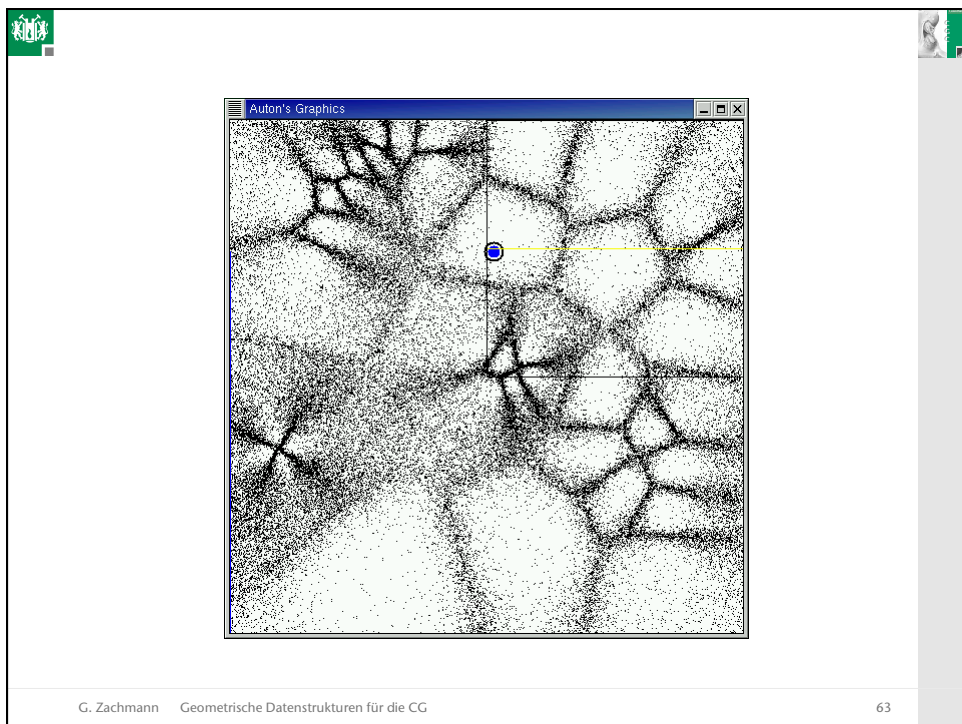 Auton's Graphics
G. Zachmann Geometrische Datenstrukturen für die CG 63